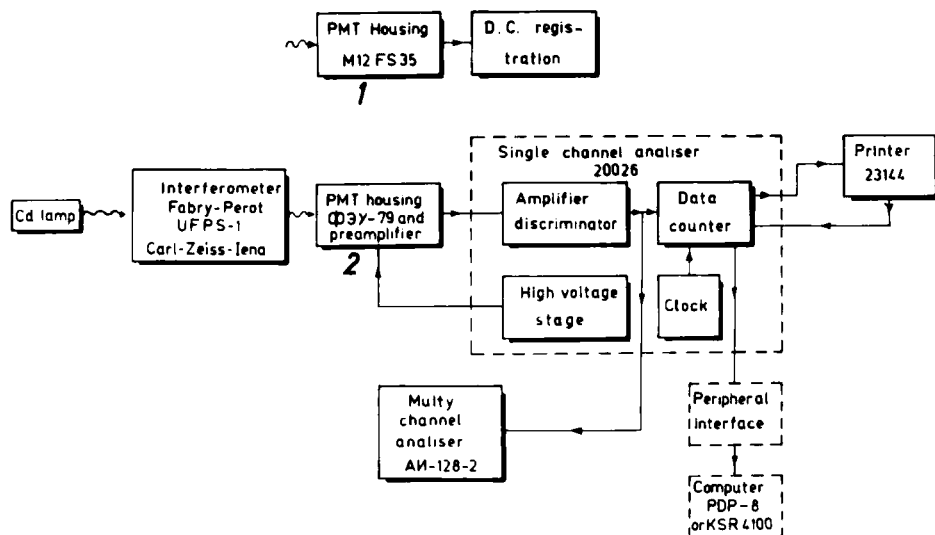 PMT Housing
M12 FS35
1
D.C. regis-
tration
Cd lamp
Interferometer
Fabry-Perot
UFPS-1
Carl-Zeiss-Iena
PMT housing
ФЭУ-79 and
preamplifier
2
Single channel analiser
20026
Amplifier
discriminator
Data
counter
High voltage
stage
Clock
Printer
23144
Multy
channel
analiser
АИ-128-2
Peripheral
interface
Computer
PDP-8
or KSR 4100